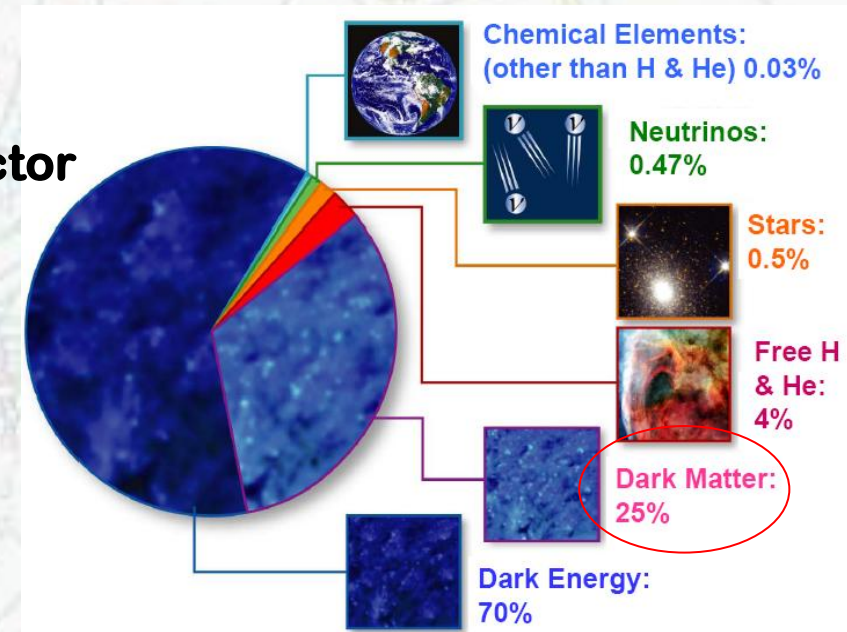 Chemical Elements:
(other than H & He) 0.03%
ctor
ν ν
ν
Neutrinos:
0.47%
Stars:
0.5%
Free H
& He:
4%
Dark Matter:
25%
Dark Energy:
70%